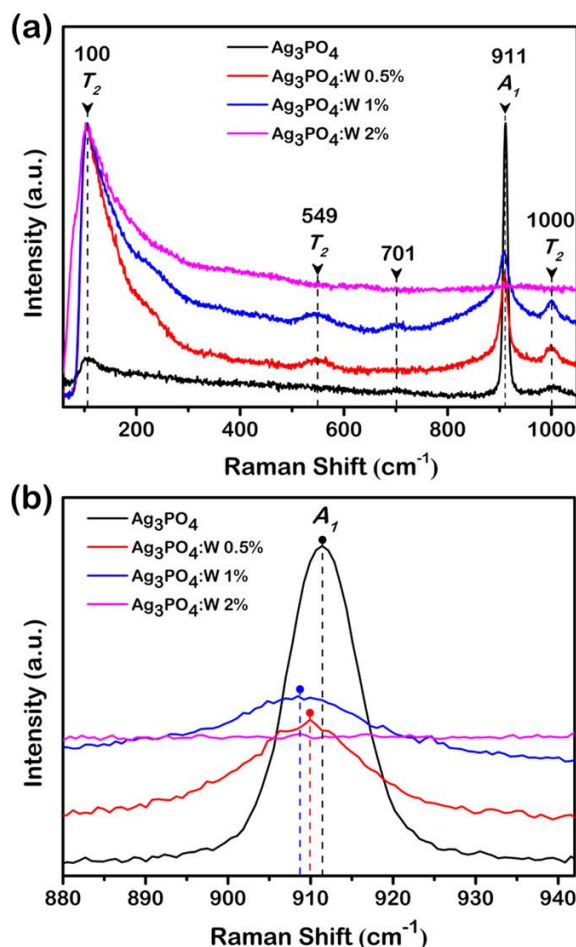 (a)
100
T₂
Ag₃PO₄
Ag₃PO₄:W 0.5%
Ag₃PO₄:W 1%
Ag₃PO₄:W 2%
911
A₁
549
T₂
701
1000
T₂
Intensity (a.u.)
200 400 600 800 1000
Raman Shift (cm⁻¹)
(b)
Ag₃PO₄
Ag₃PO₄:W 0.5%
Ag₃PO₄:W 1%
Ag₃PO₄:W 2%
A₁
Intensity (a.u.)
880 890 900 910 920 930 940
Raman Shift (cm⁻¹)